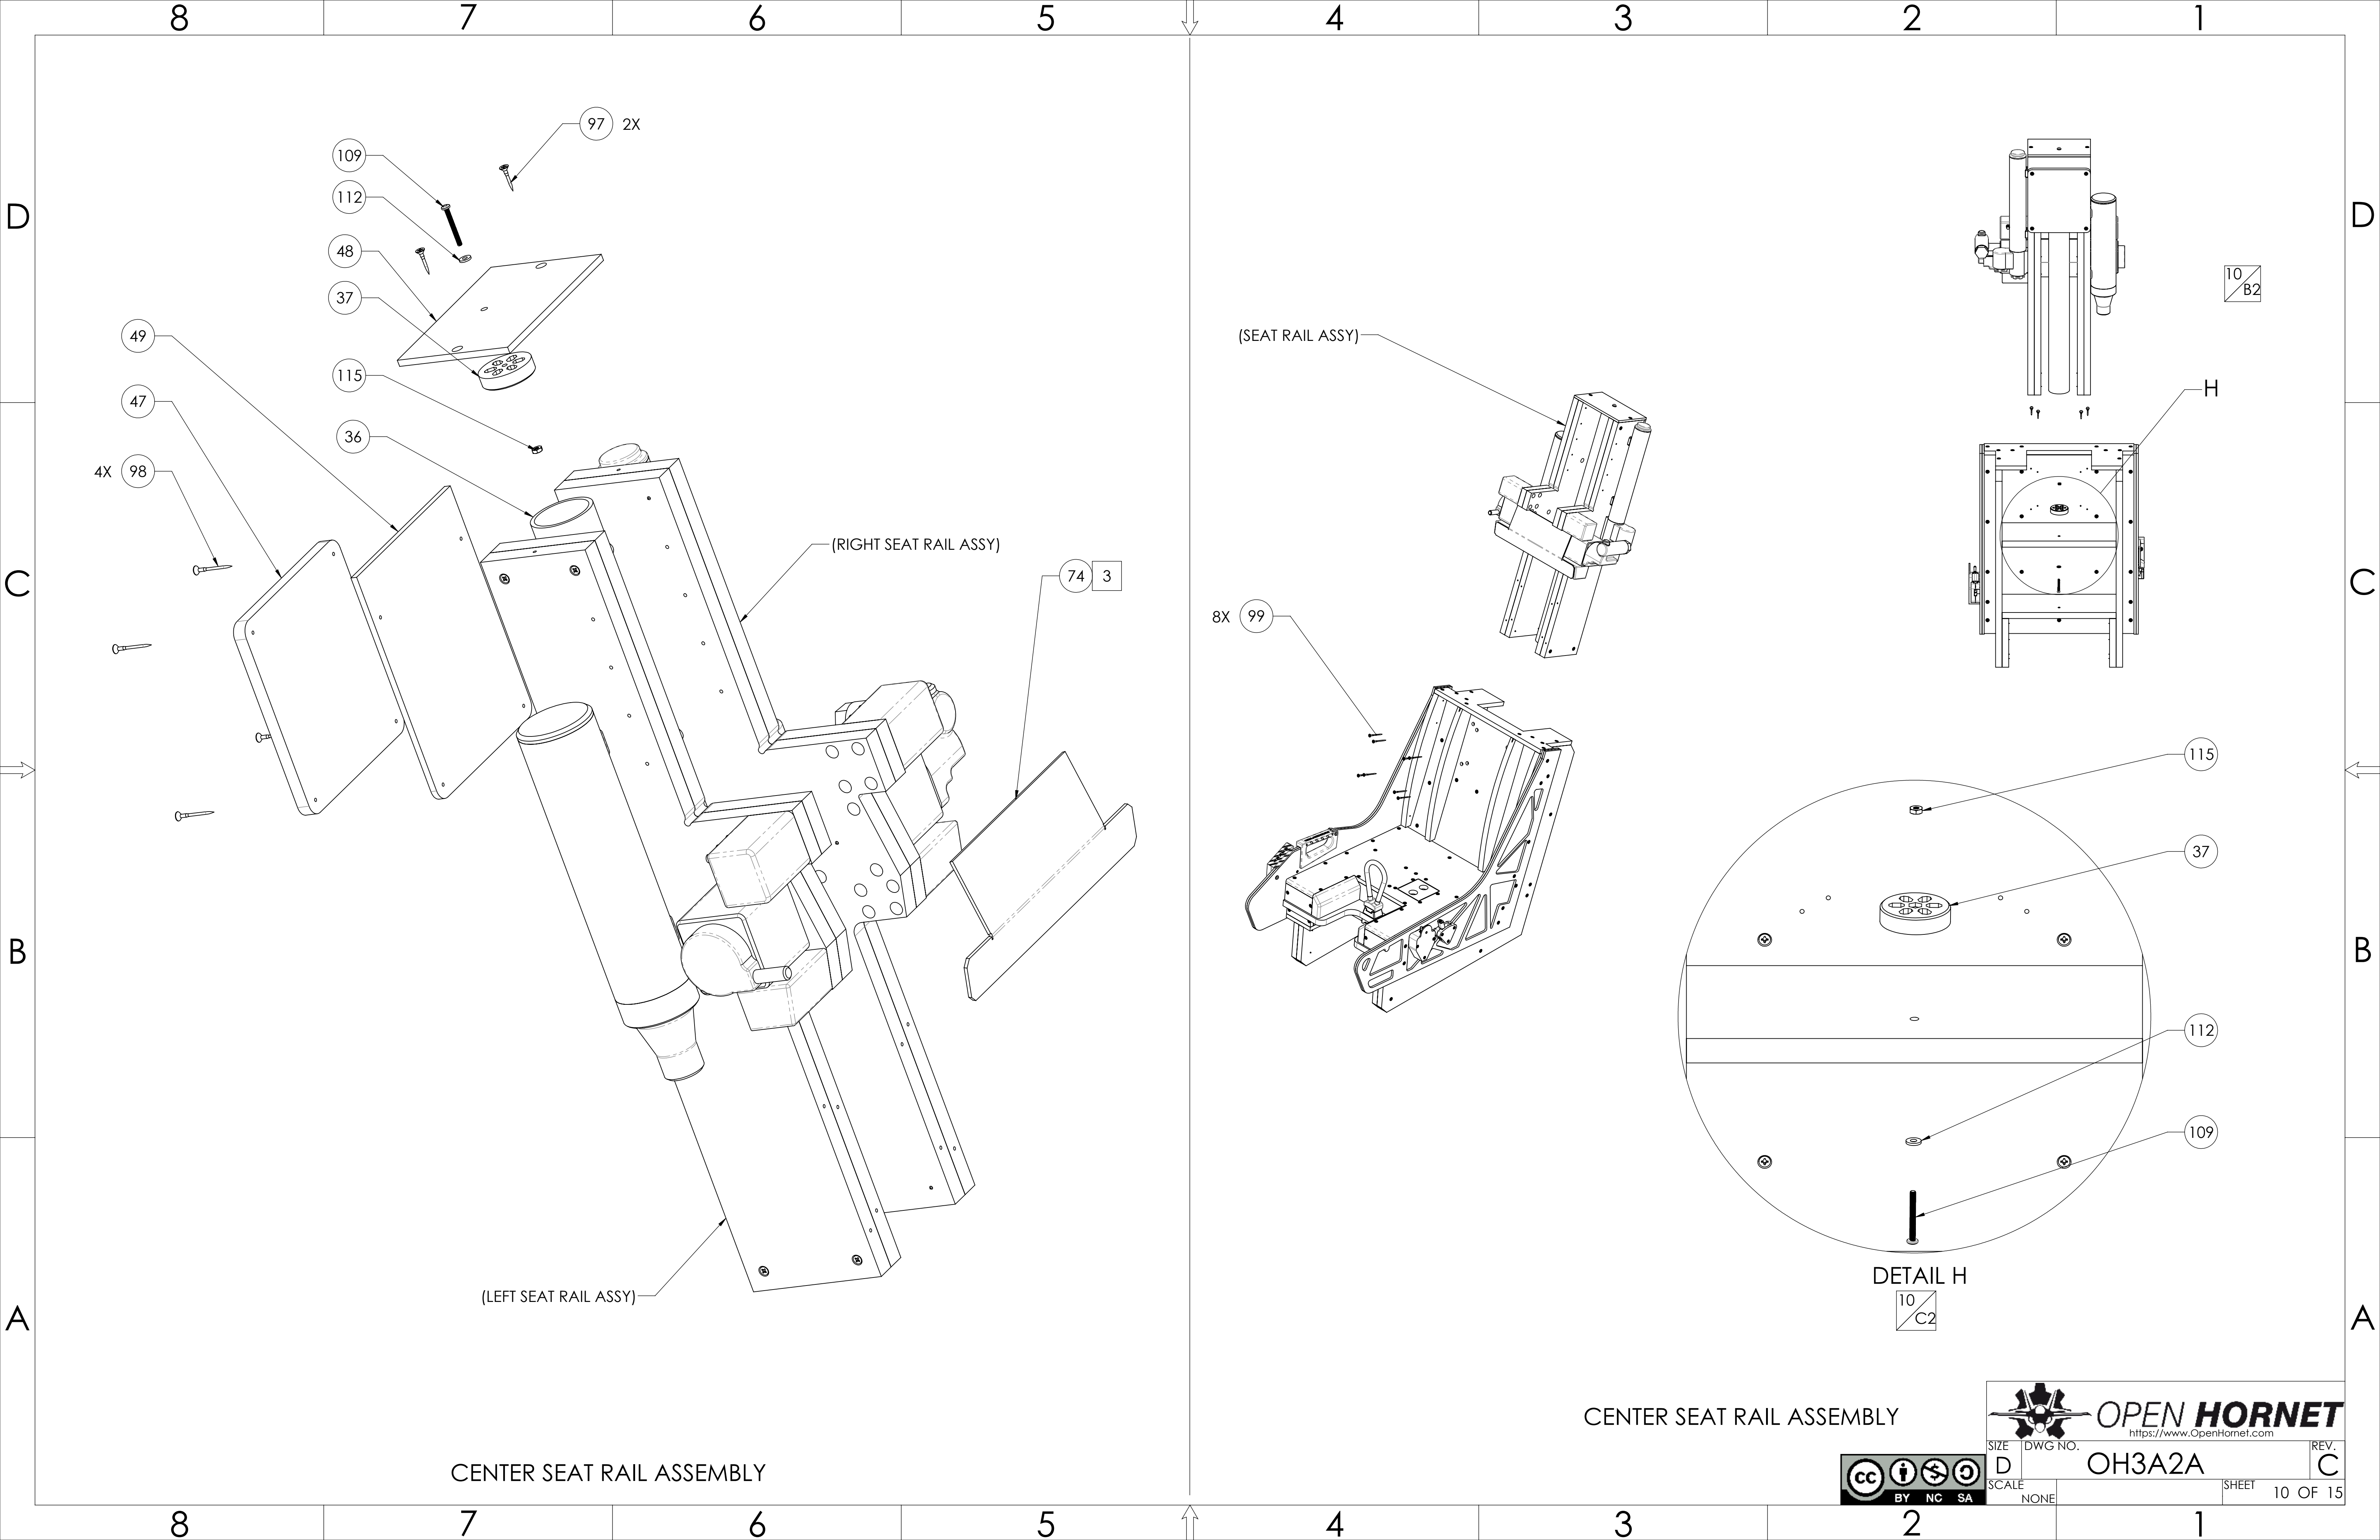 8 7 6 5 4 3 2 1
D
C
B
A
97 2X
109
112
48
37
49
115
47
36
4X 98
(RIGHT SEAT RAIL ASSY)
74 3
(LEFT SEAT RAIL ASSY)
CENTER SEAT RAIL ASSEMBLY
(SEAT RAIL ASSY)
8X 99
10
B2
H
115
37
112
109
DETAIL H
10
C2
CENTER SEAT RAIL ASSEMBLY
D
C
B
A
OPEN HORNET
https://www.OpenHornet.com
SIZE
D
DWG NO.
OH3A2A
REV.
C
SCALE
NONE
SHEET
10 OF 15
cc
BY NC SA
8 7 6 5 4 3 2 1